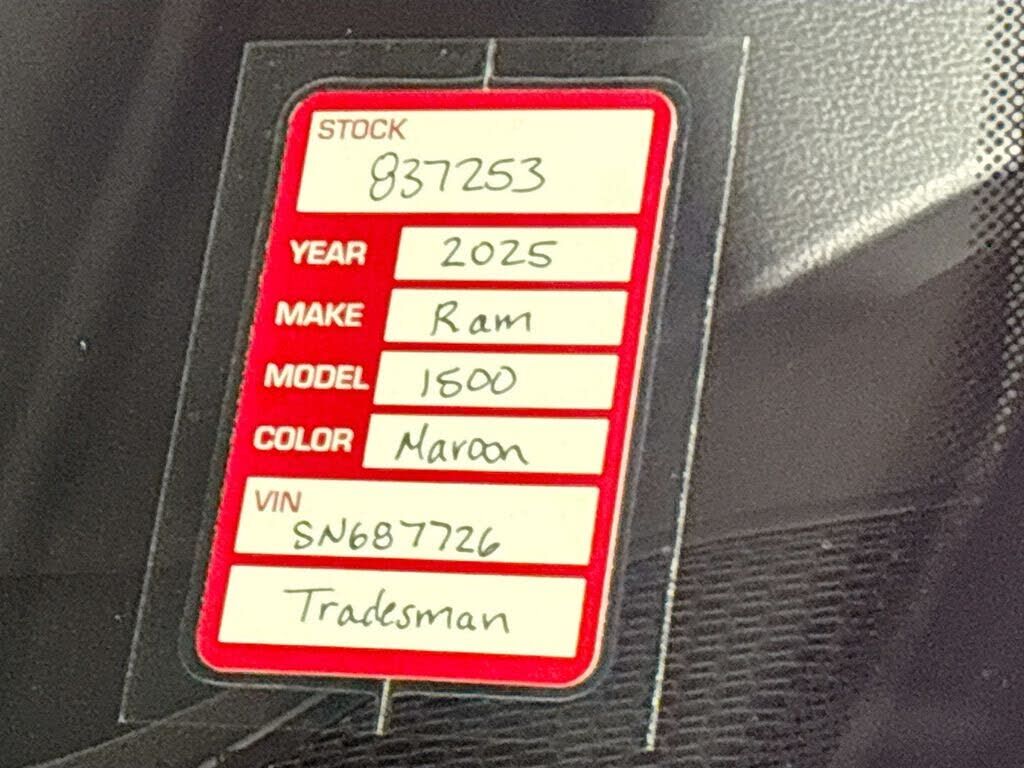 STOCK
837253
YEAR 2025
MAKE Ram
MODEL 1500
COLOR Maroon
VIN
SN687726
Tradesman